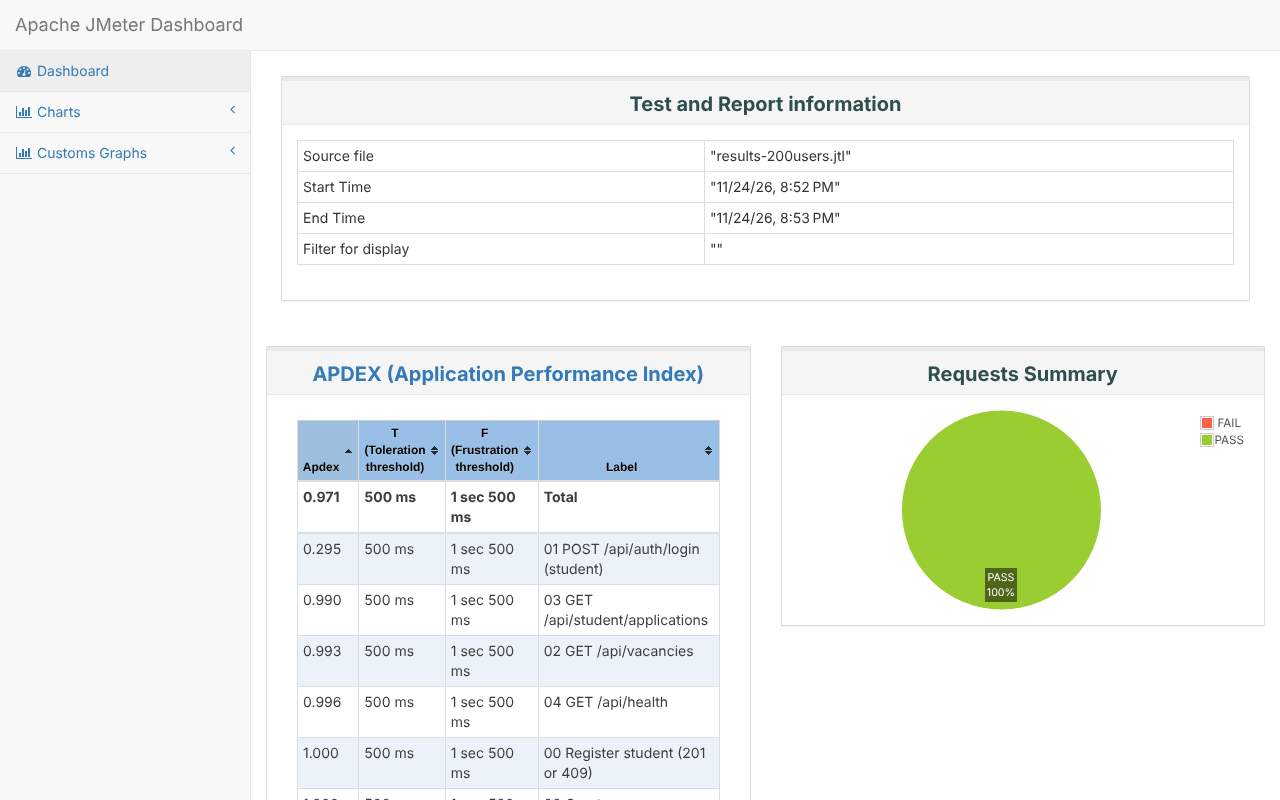 Apache JMeter Dashboard
Dashboard
Charts
Customs Graphs
Test and Report information
Source file "results-200users.jtl"
Start Time "11/24/26, 8:52 PM"
End Time "11/24/26, 8:53 PM"
Filter for display ""
APDEX (Application Performance Index)
Apdex T (Toleration threshold) F (Frustration threshold) Label
0.971 500 ms 1 sec 500 ms Total
0.295 500 ms 1 sec 500 ms 01 POST /api/auth/login (student)
0.990 500 ms 1 sec 500 ms 03 GET /api/student/applications
0.993 500 ms 1 sec 500 ms 02 GET /api/vacancies
0.996 500 ms 1 sec 500 ms 04 GET /api/health
1.000 500 ms 1 sec 500 ms 00 Register student (201 or 409)
Requests Summary
FAIL
PASS
PASS
100%